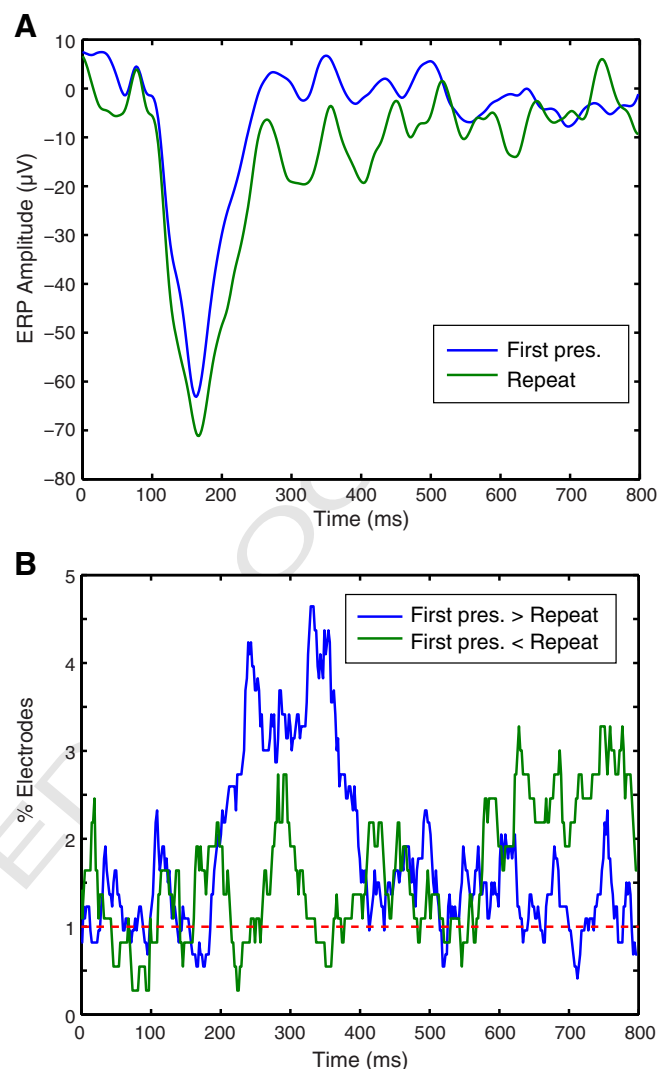 A
10
0
−10
−20
−30
−40
−50
−60
−70
−80
ERP Amplitude (µV)
First pres.
Repeat
0 100 200 300 400 500 600 700 800
Time (ms)
B
5
4
3
2
1
0
% Electrodes
First pres. > Repeat
First pres. < Repeat
0 100 200 300 400 500 600 700 800
Time (ms)